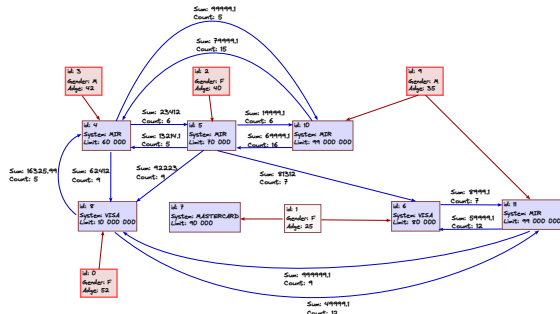 Sum: 99999,1
Count: 5
Sum: 79999,1
Count: 15
id: 3
Gender: M
Adge: 42
id: 2
Gender: F
Adge: 40
id: 9
Gender: M
Adge: 35
Sum: 23412
Count: 6
Sum: 19999,1
Count: 6
id: 4
System: MIR
Limit: 60 000
Sum: 13214,1
Count: 5
id: 5
System: MIR
Limit: 70 000
Sum: 69999,1
Count: 16
id: 10
System: MIR
Limit: 99 000 000
Sum: 16325,99
Count: 5
Sum: 62412
Count: 9
Sum: 92223
Count: 9
Sum: 81312
Count: 7
Sum: 8999,1
Count: 7
id: 8
System: VISA
Limit: 10 000 000
id: 7
System: MASTERCARD
Limit: 90 000
id: 1
Gender: F
Adge: 25
id: 6
System: VISA
Limit: 80 000
Sum: 59999,1
Count: 12
id: 11
System: MIR
Limit: 99 000 000
id: 0
Gender: F
Adge: 52
Sum: 999999,1
Count: 9
Sum: 49999,1